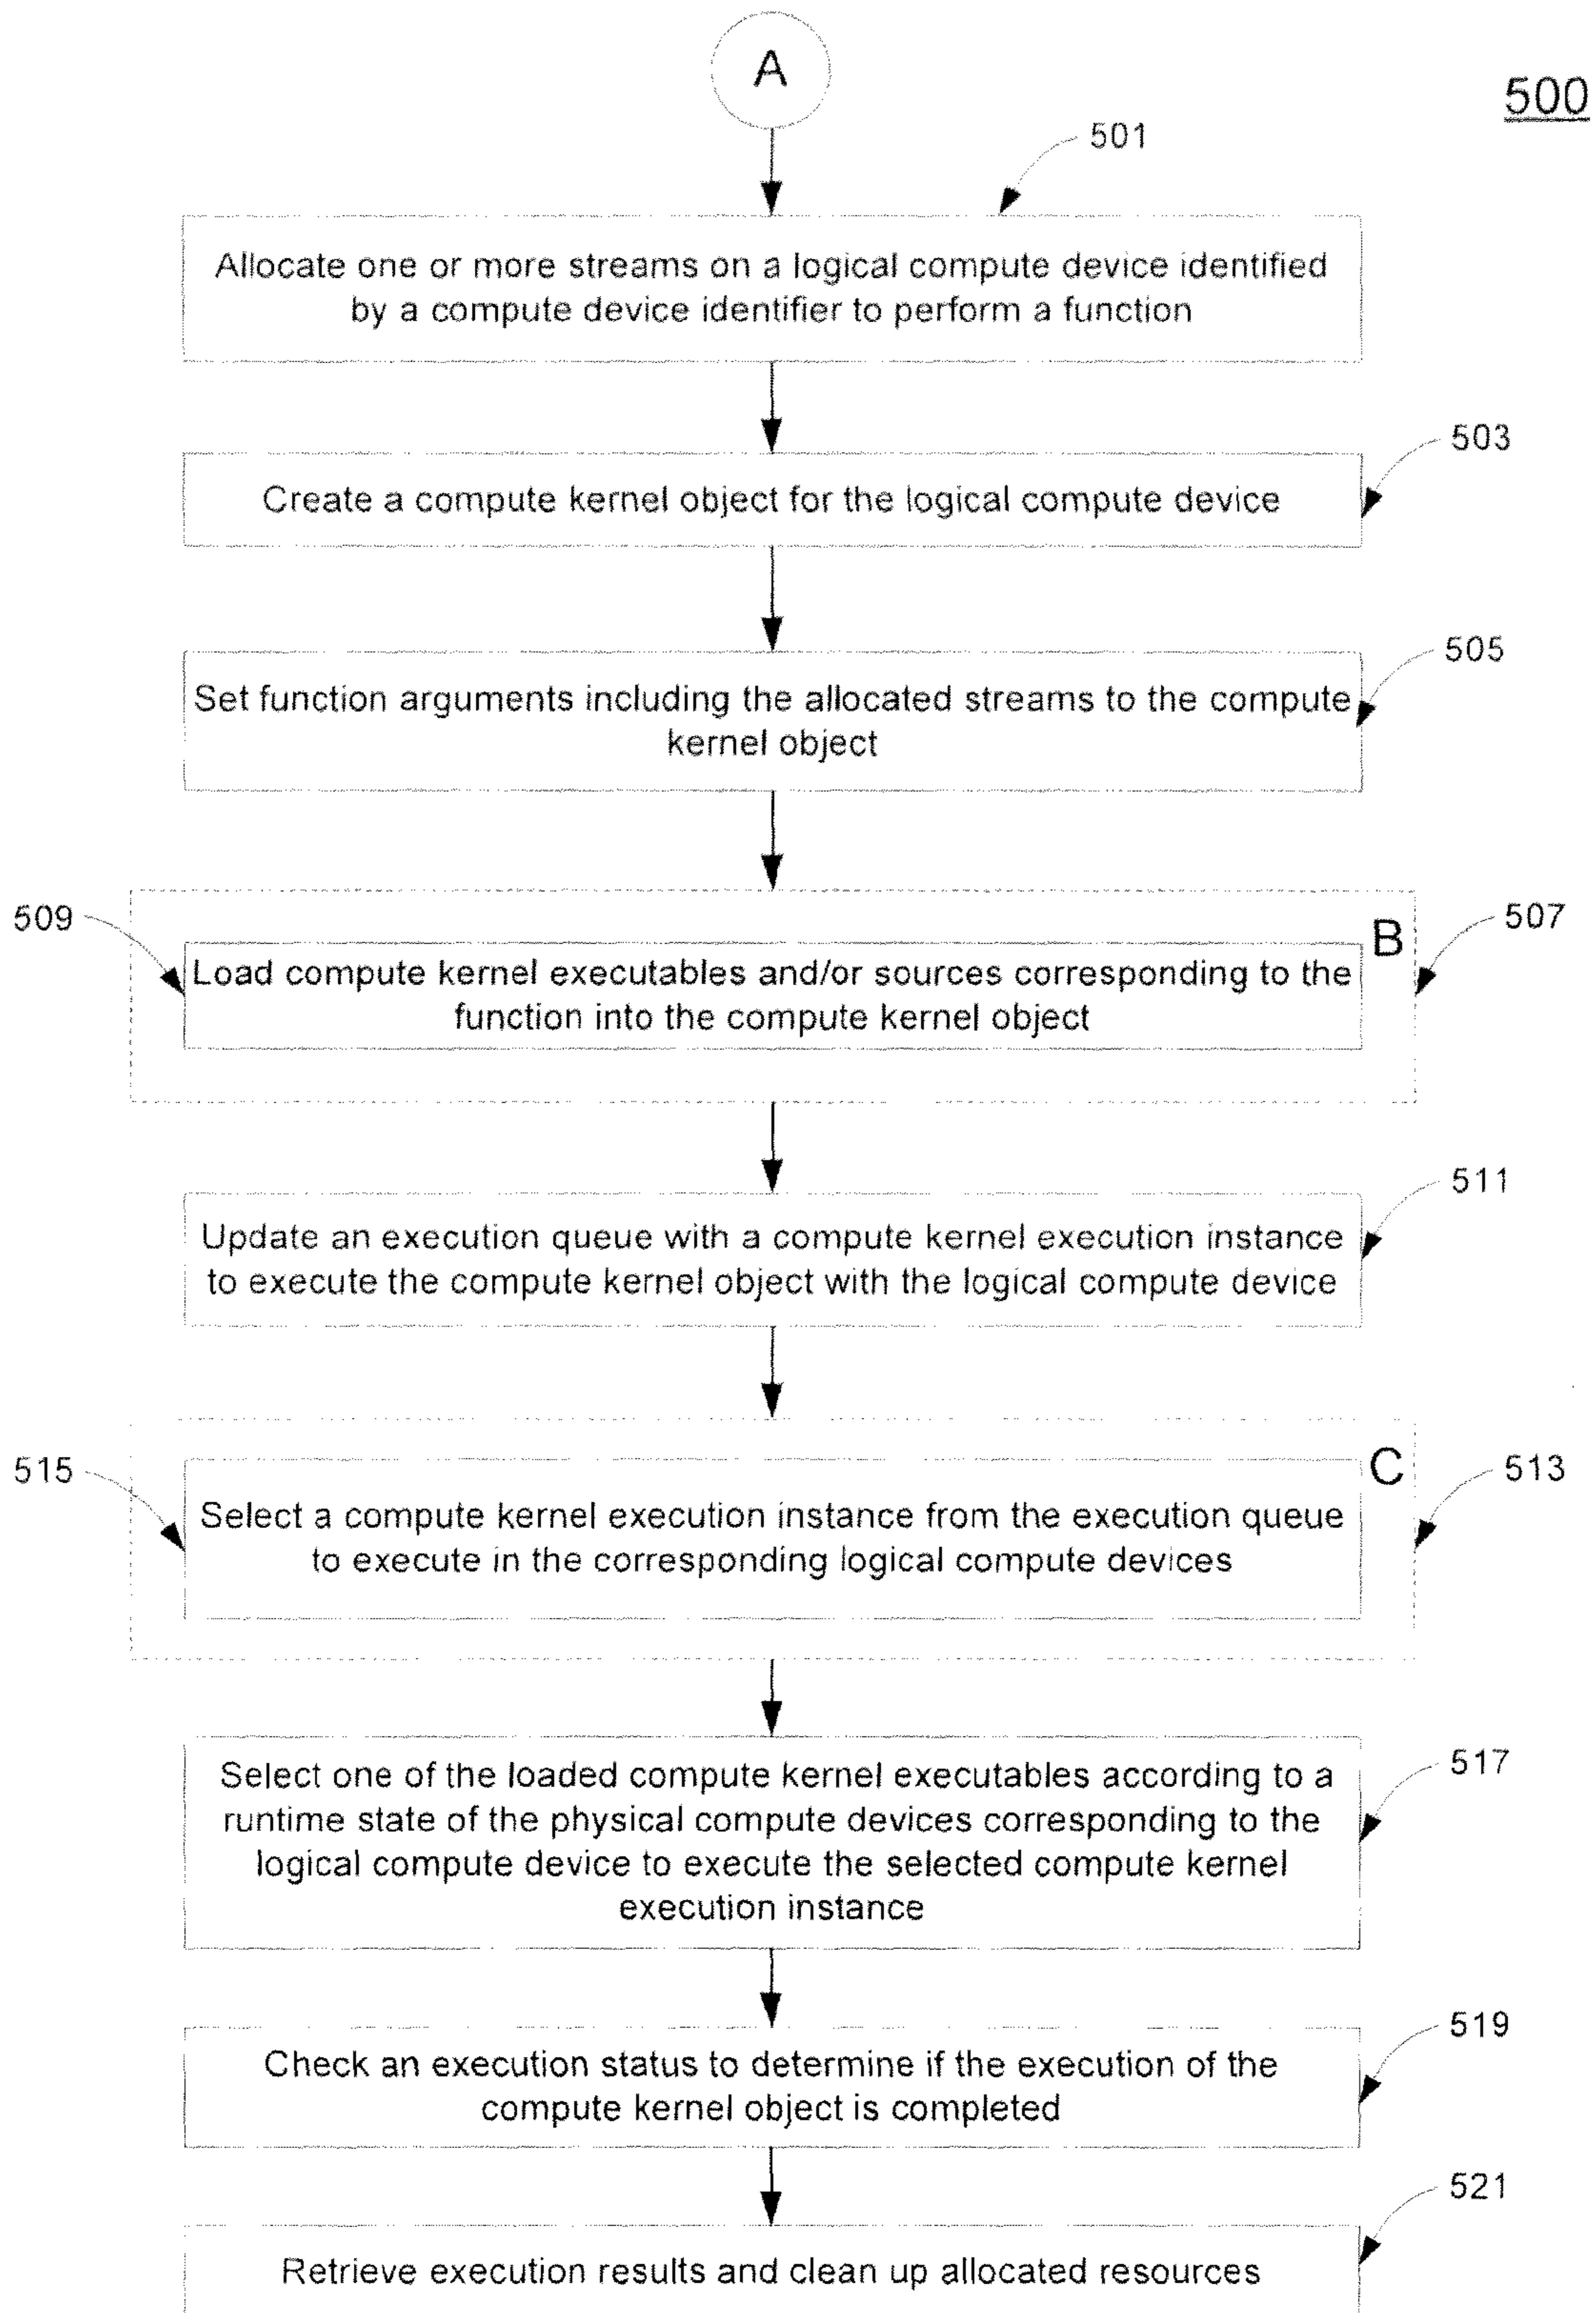 A
500
501
Allocate one or more streams on a logical compute device identified
by a compute device identifier to perform a function
503
Create a compute kernel object for the logical compute device
505
Set function arguments including the allocated streams to the compute
kernel object
509
B
507
Load compute kernel executables and/or sources corresponding to the
function into the compute kernel object
511
Update an execution queue with a compute kernel execution instance
to execute the compute kernel object with the logical compute device
515
C
513
Select a compute kernel execution instance from the execution queue
to execute in the corresponding logical compute devices
517
Select one of the loaded compute kernel executables according to a
runtime state of the physical compute devices corresponding to the
logical compute device to execute the selected compute kernel
execution instance
519
Check an execution status to determine if the execution of the
compute kernel object is completed
521
Retrieve execution results and clean up allocated resources